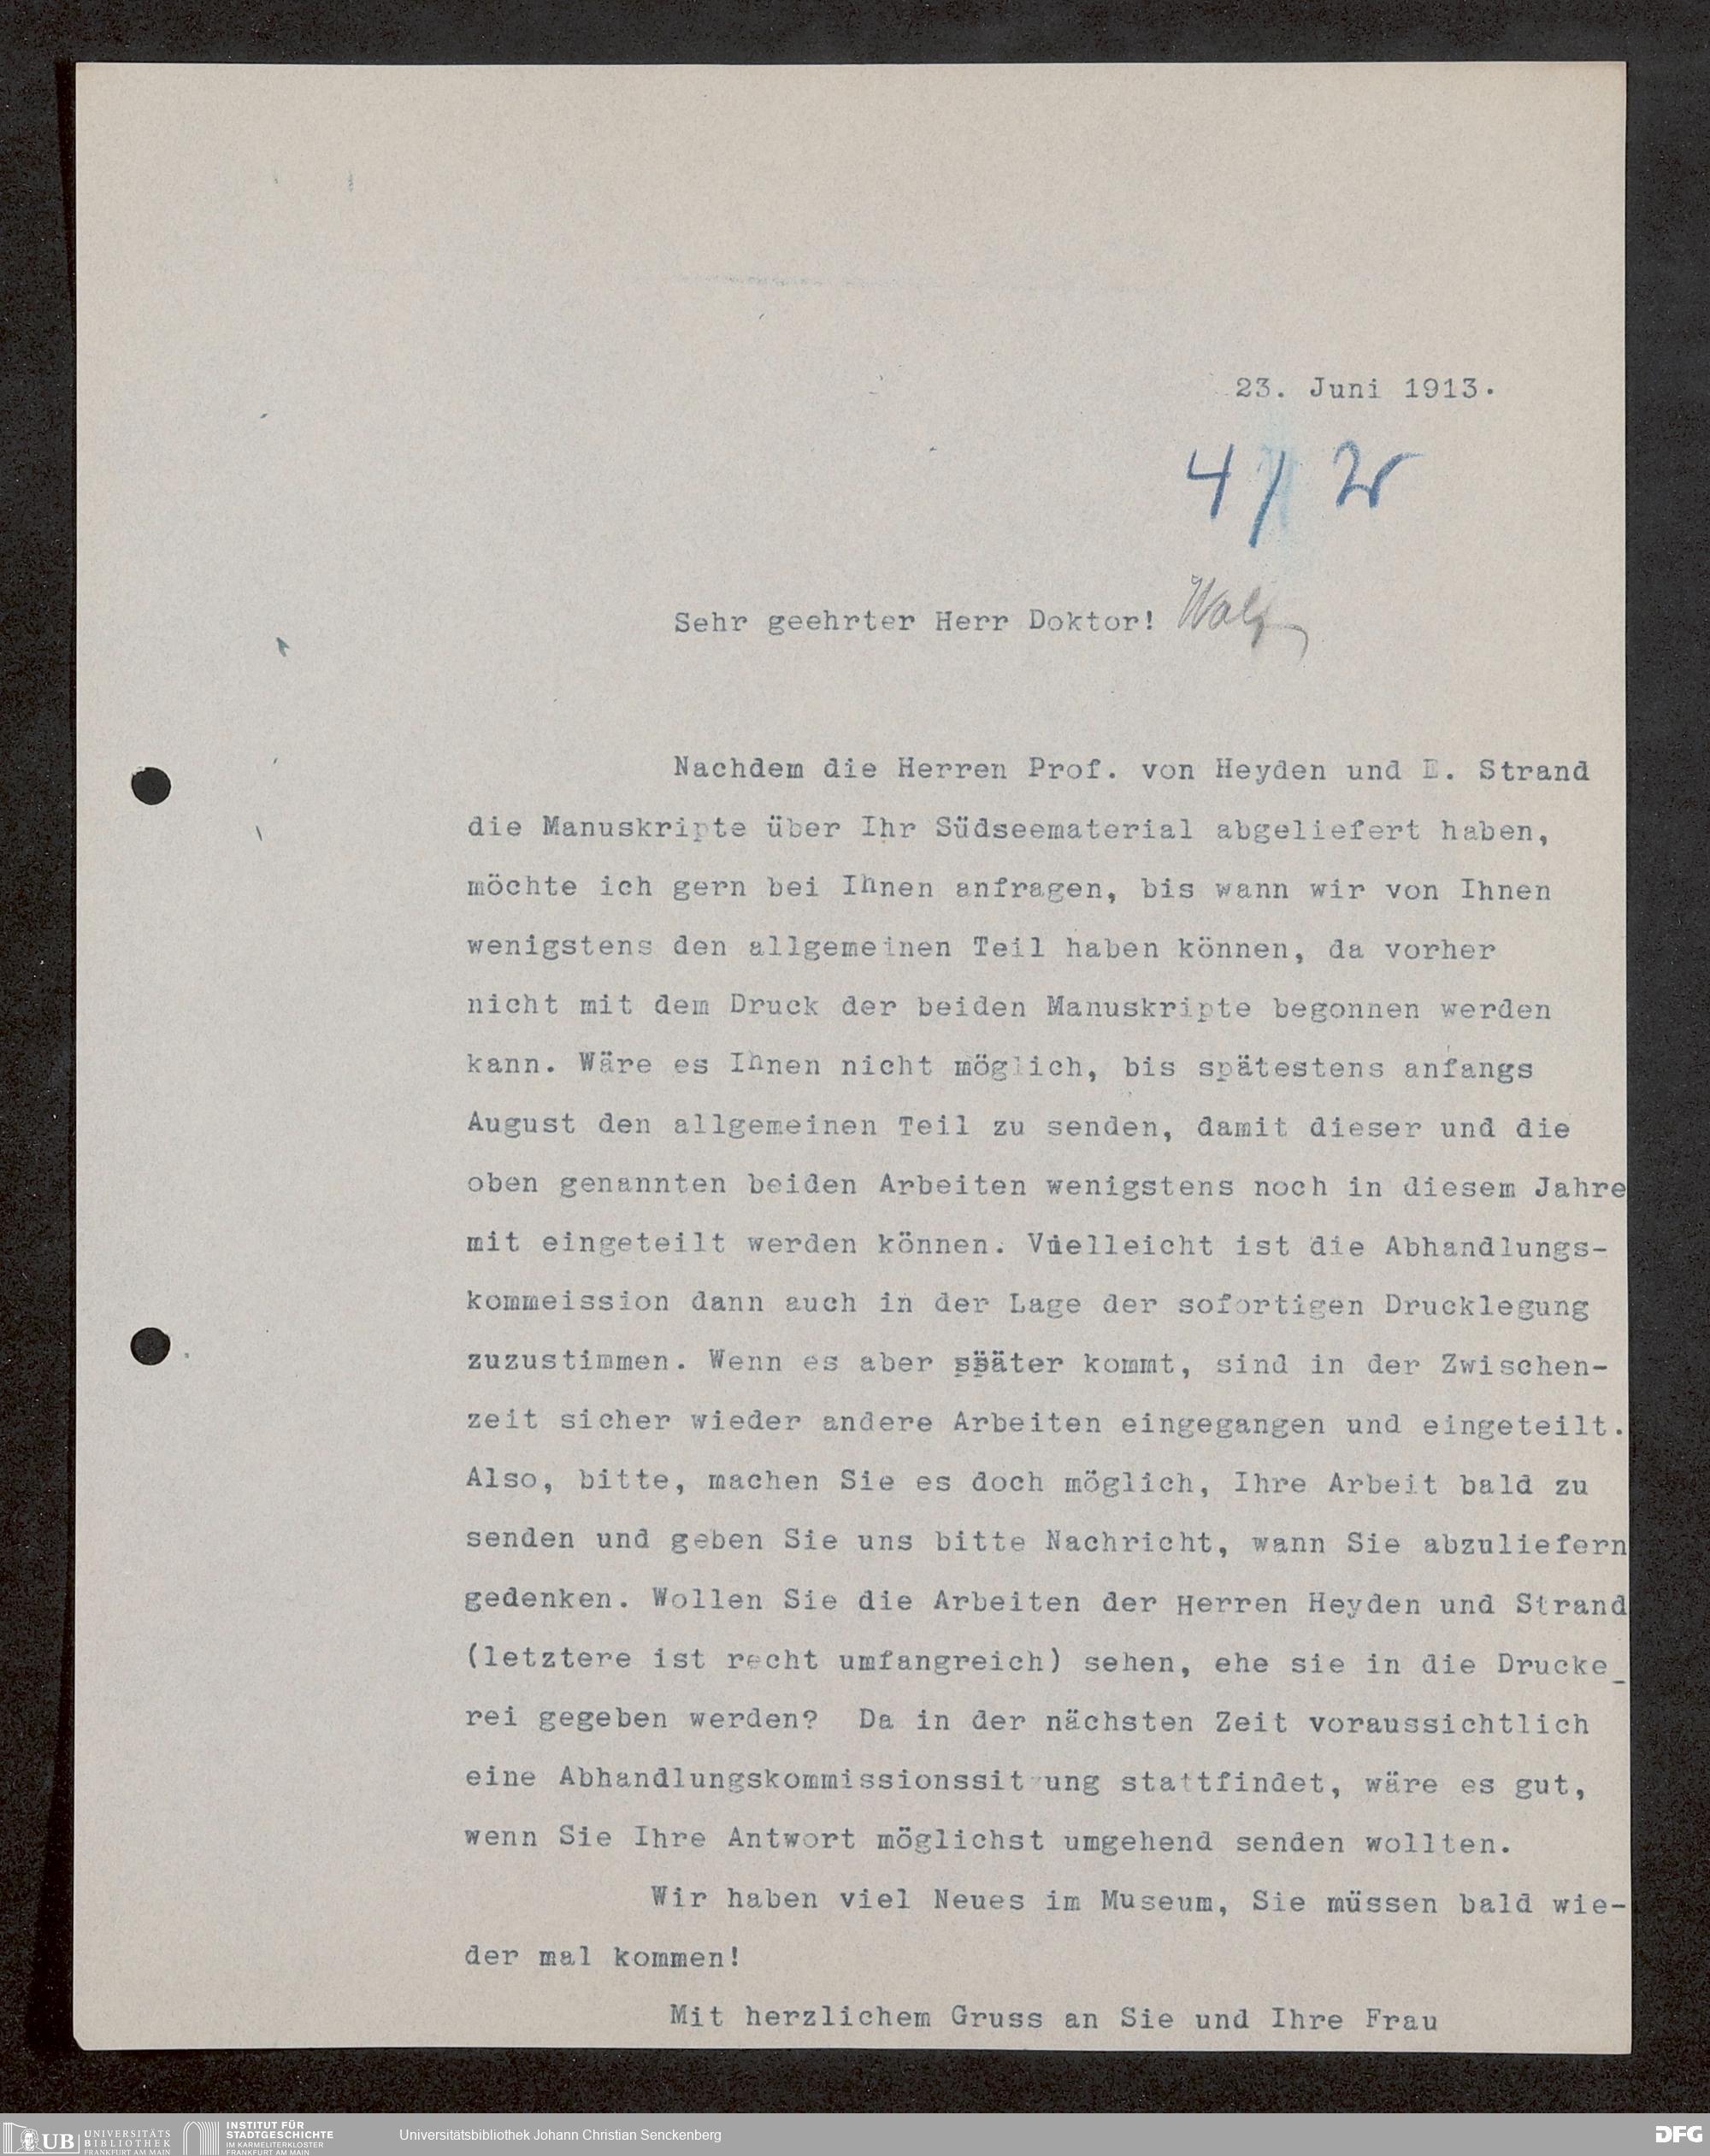 23. Juni 1913.
4/
Sehr geehrter Herr Doktor! Wolf
Nachdem die Herren Prof. von Heyden und E. Strand
die Manuskripte über Ihr Südseematerial abgeliefert haben,
möchte ich gern bei Ihnen anfragen, bis wann wir von Ihnen
wenigstens den allgemeinen Teil haben können, da vorher
nicht mit dem Druck der beiden Manuskripte begonnen werden
kann. Wäre es Ihnen nicht möglich, bis spätestens anfangs
August den allgemeinen Teil zu senden, damit dieser und die
oben genannten beiden Arbeiten wenigstens noch in diesem Jahre
mit eingeteilt werden können. Vielleicht ist die Abhandlungs-
kommeission dann auch in der Lage der sofortigen Drucklegung
zuzustimmen. Wenn es aber später kommt, sind in der Zwischen-
zeit sicher wieder andere Arbeiten eingegangen und eingeteilt.
Also, bitte, machen Sie es doch möglich, Ihre Arbeit bald zu
senden und geben Sie uns bitte Nachricht, wann Sie abzuliefern
gedenken. Wollen Sie die Arbeiten der Herren Heyden und Strand
(letztere ist recht umfangreich) sehen, ehe sie in die Drucke_
rei gegeben werden? Da in der nächsten Zeit voraussichtlich
eine Abhandlungskommissionssitzung stattfindet, wäre es gut,
wenn Sie Ihre Antwort möglichst umgehend senden wollten.
Wir haben viel Neues im Museum, Sie müssen bald wie-
der mal kommen!
Mit herzlichem Gruss an Sie und Ihre Frau
UB UNIVERSITÄTS
BIBLIOTHEK
FRANKFURT AM MAIN
INSTITUT FÜR
STADTGESCHICHTE
IM KARMELITERKLOSTER
FRANKFURT AM MAIN
Universitätsbibliothek Johann Christian Senckenberg
DFG